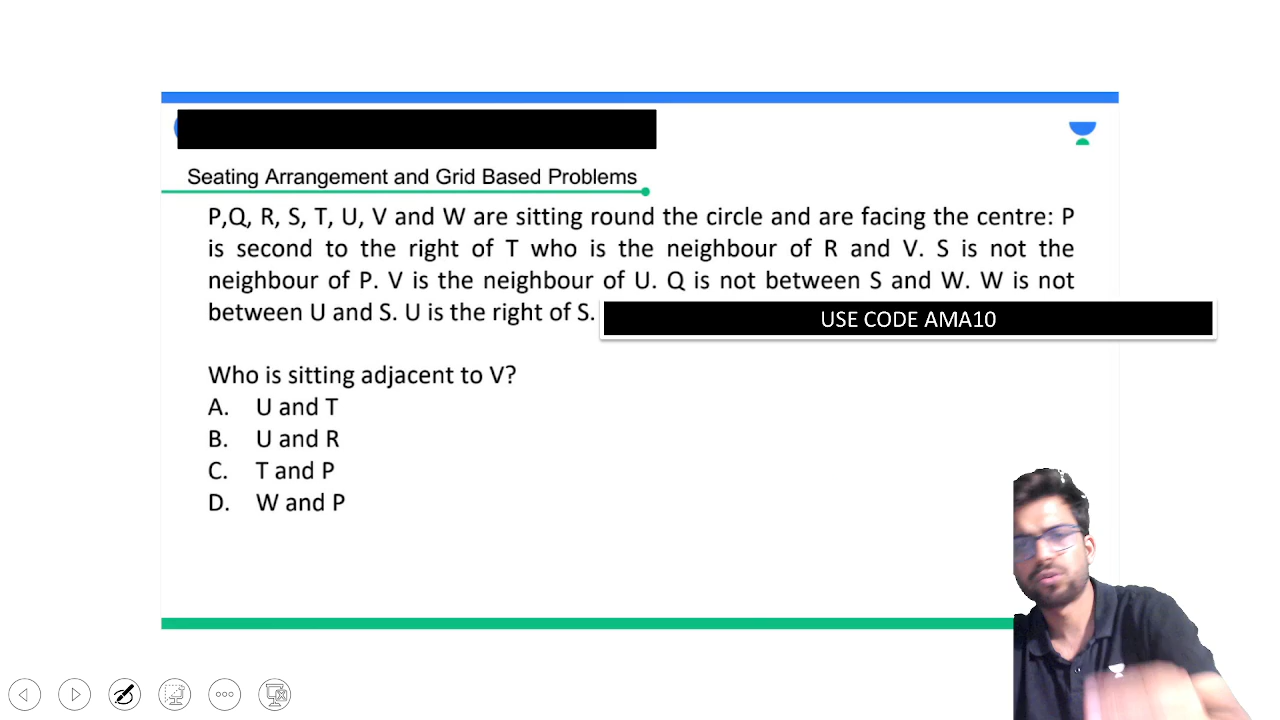 Seating Arrangement and Grid Based Problems
P,Q, R, S, T, U, V and W are sitting round the circle and are facing the centre: P
is second to the right of T who is the neighbour of R and V. S is not the
neighbour of P. V is the neighbour of U. Q is not between S and W. W is not
between U and S. U is the right of S.
USE CODE AMA10
Who is sitting adjacent to V?
A. U and T
B. U and R
C. T and P
D. W and P